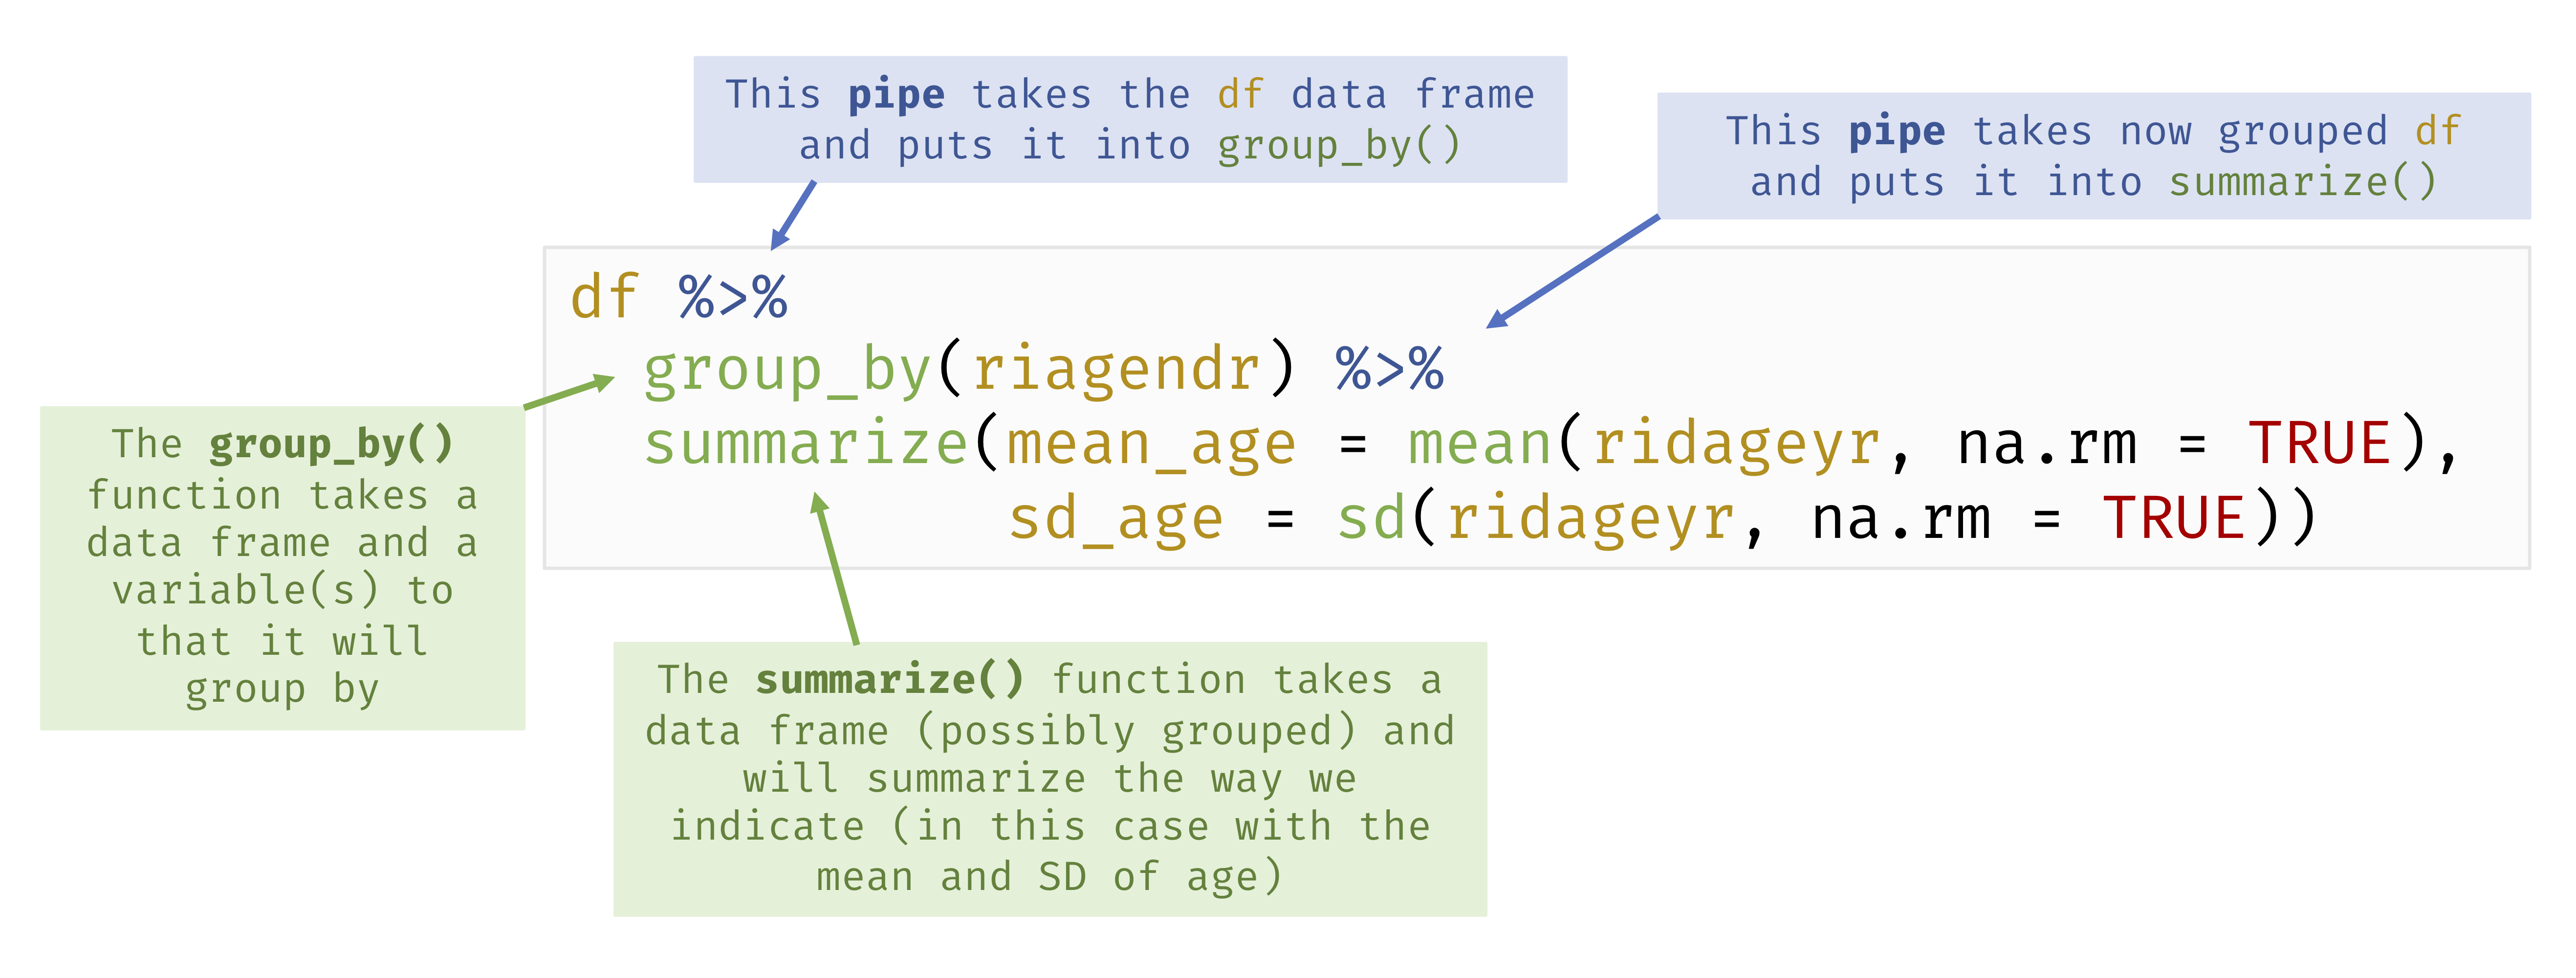 This pipe takes the df data frame
and puts it into group_by()
This pipe takes now grouped df
and puts it into summarize()
df %>%
group_by(riagendr) %>%
summarize(mean_age = mean(ridageyr, na.rm = TRUE),
sd_age = sd(ridageyr, na.rm = TRUE))
The group_by()
function takes a
data frame and a
variable(s) to
that it will
group by
The summarize() function takes a
data frame (possibly grouped) and
will summarize the way we
indicate (in this case with the
mean and SD of age)